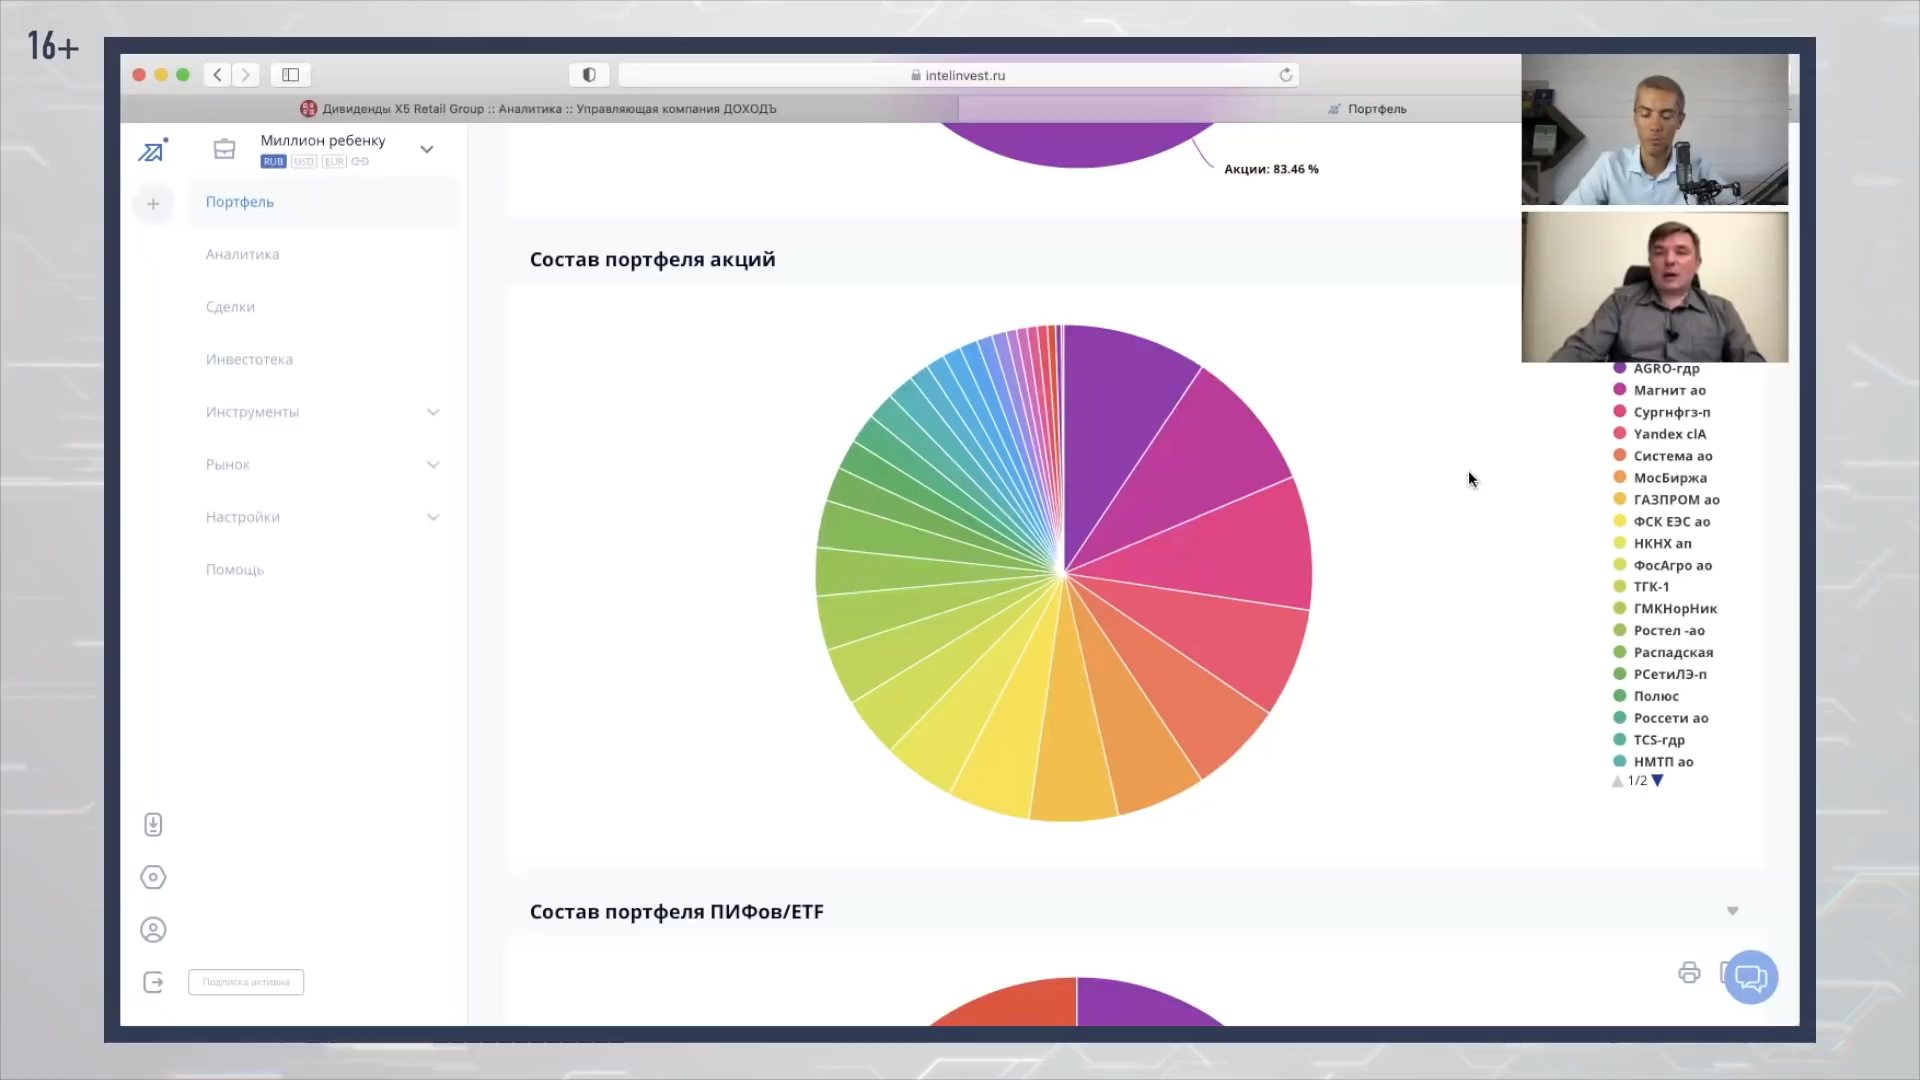 16+
intelinvest.ru
Дивиденды X5 Retail Group :: Аналитика :: Управляющая компания ДОХОДЪ
Портфель
Миллион ребенку
RUB USD EUR
Портфель
Аналитика
Сделки
Инвестотека
Инструменты
Рынок
Настройки
Помощь
Подписка активна
Акции: 83.46 %
Состав портфеля акций
AGRO-гдр
Магнит ао
Сургнфгз-п
Yandex clA
Система ао
МосБиржа
ГАЗПРОМ ао
ФСК ЕЭС ао
НКНХ ап
ФосАгро ао
ТГК-1
ГМКНорНик
Ростел -ао
Распадская
РСетиЛЭ-п
Полюс
Россети ао
TCS-гдр
НМТП ао
1/2
Состав портфеля ПИФов/ETF